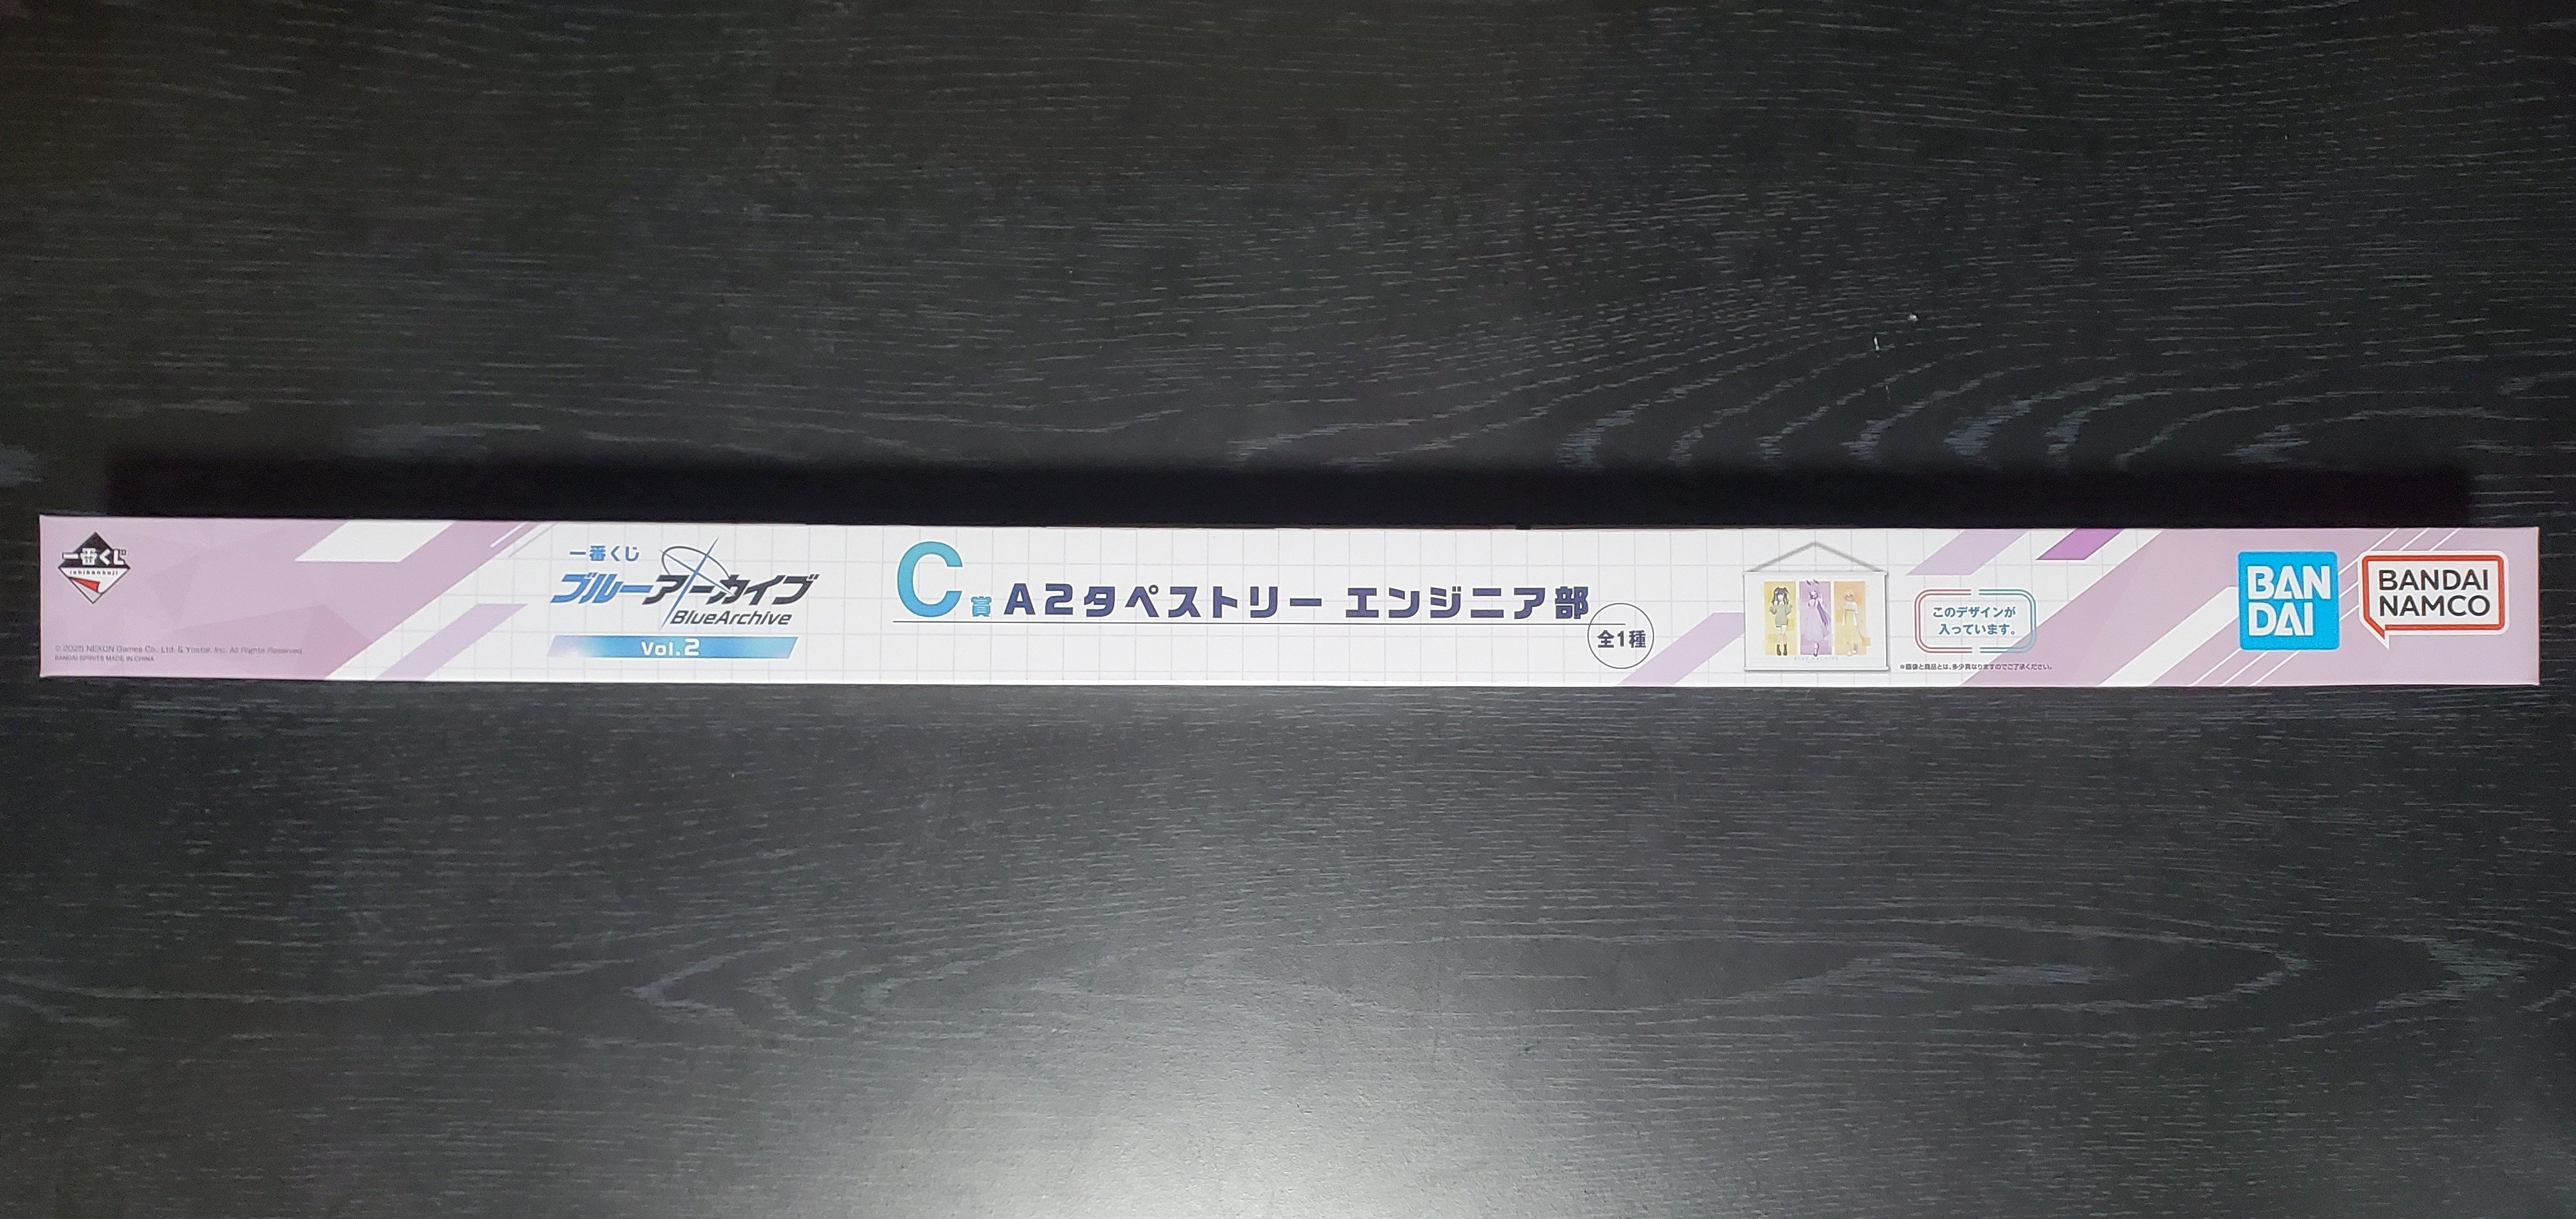 一番くじ
ichibankuji
© 2025 NEXON Games Co., Ltd. & Yostar, Inc. All Rights Reserved.
BANDAI SPIRITS MADE IN CHINA
一番くじ
ブルーアーカイブ
BlueArchive
Vol.2
C賞 A2タペストリー エンジニア部
全1種
このデザインが
入っています。
※画像と商品とは、多少異なりますのでご了承ください。
BAN
DAI
BANDAI
NAMCO